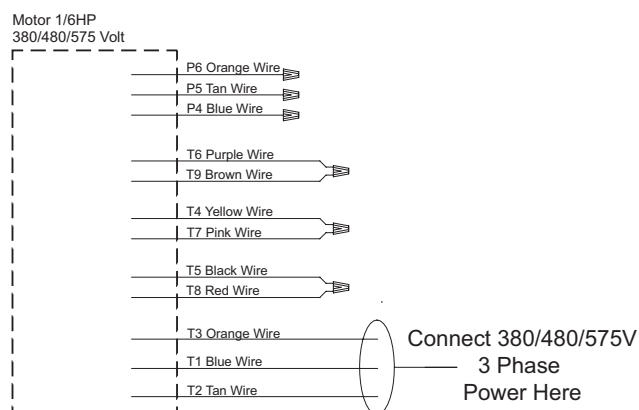 Motor 1/6HP
380/480/575 Volt
P6 Orange Wire
P5 Tan Wire
P4 Blue Wire
T6 Purple Wire
T9 Brown Wire
T4 Yellow Wire
T7 Pink Wire
T5 Black Wire
T8 Red Wire
T3 Orange Wire
T1 Blue Wire
T2 Tan Wire
Connect 380/480/575V
3 Phase
Power Here